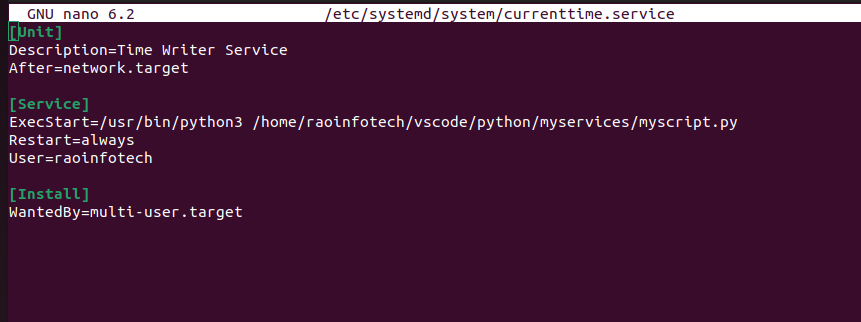 GNU nano 6.2 /etc/systemd/system/currenttime.service
[Unit]
Description=Time Writer Service
After=network.target
[Service]
ExecStart=/usr/bin/python3 /home/raoinfotech/vscode/python/myservices/myscript.py
Restart=always
User=raoinfotech
[Install]
WantedBy=multi-user.target